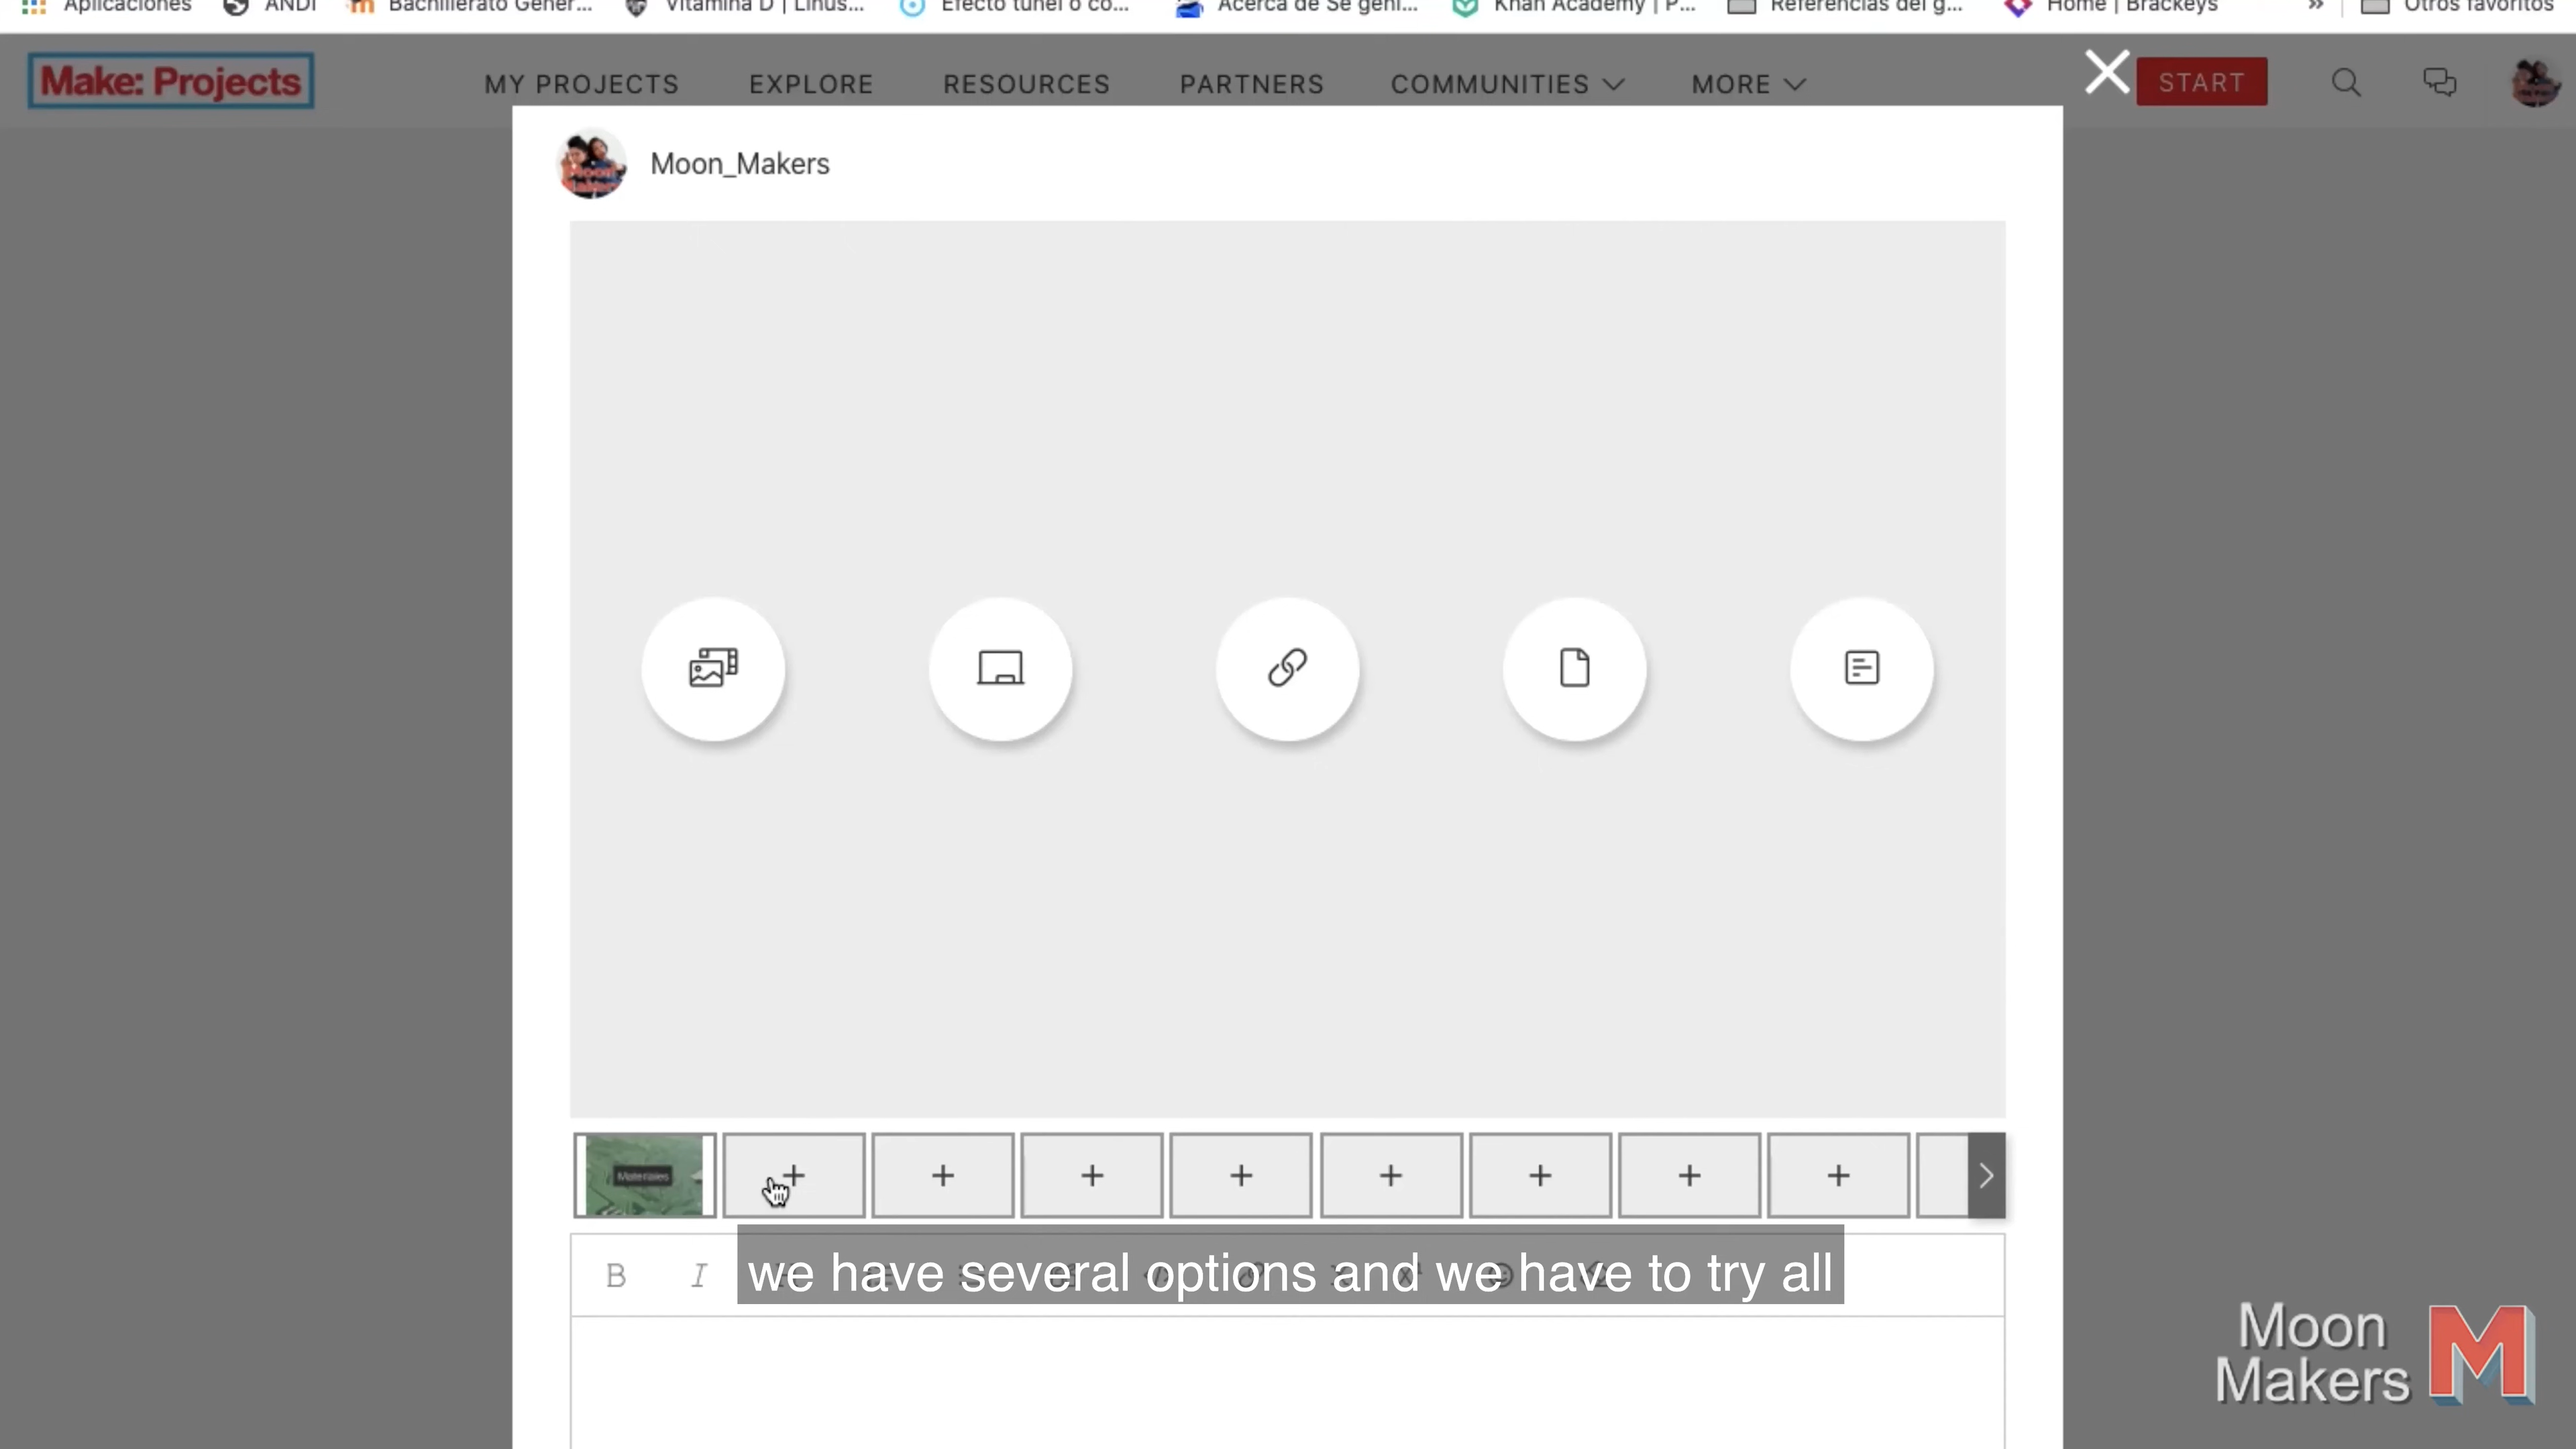 Aplicaciones ANDI Bachillerato Gener... Vitamina D | Linus... Efecto túnel o co... Acerca de Sé geni... Khan Academy | P... Referencias del g... Home | Brackeys » Otros favoritos
Make: Projects MY PROJECTS EXPLORE RESOURCES PARTNERS COMMUNITIES MORE START
Moon_Makers
Materiales
B I
we have several options and we have to try all
Moon
Makers M